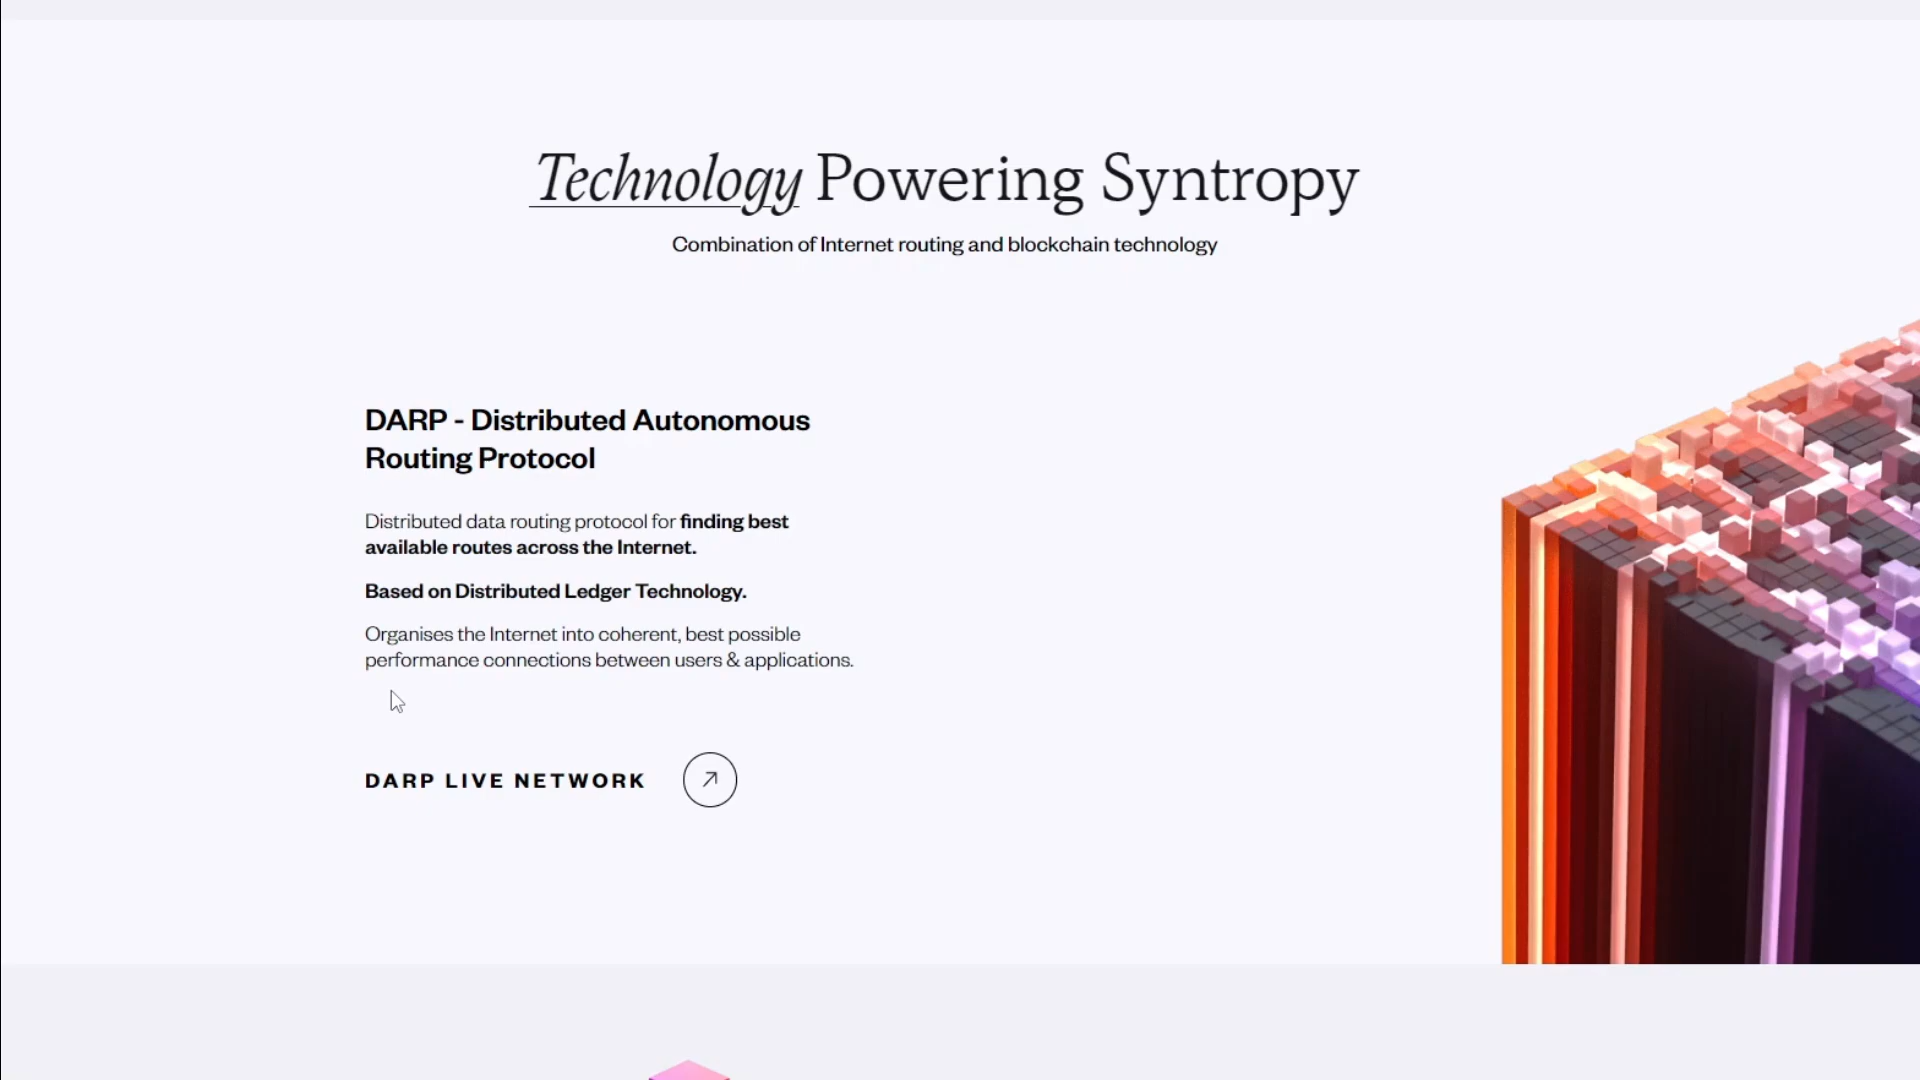 Technology Powering Syntropy
Combination of Internet routing and blockchain technology
DARP - Distributed Autonomous
Routing Protocol
Distributed data routing protocol for finding best
available routes across the Internet.
Based on Distributed Ledger Technology.
Organises the Internet into coherent, best possible
performance connections between users & applications.
DARP LIVE NETWORK